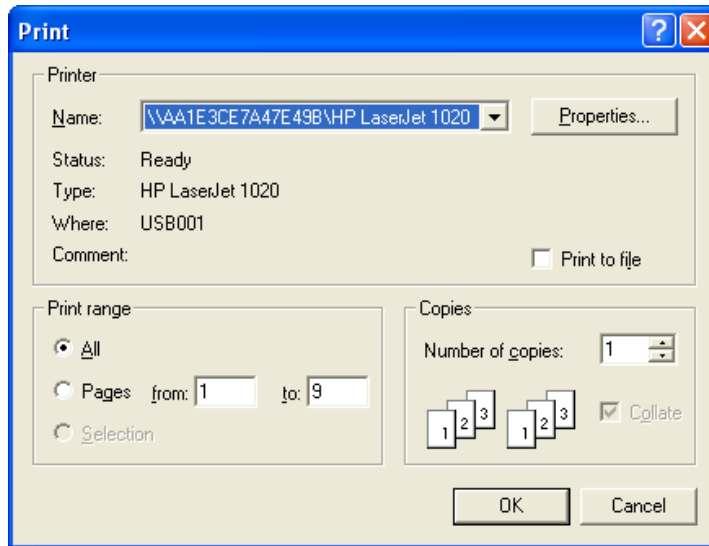 Print
Printer
Name: \\AA1E3CE7A47E49B\HP LaserJet 1020 Properties...
Status: Ready
Type: HP LaserJet 1020
Where: USB001
Comment: Print to file
Print range
All
Pages from: 1 to: 9
Selection
Copies
Number of copies: 1
1 2 3 1 2 3 Collate
OK Cancel